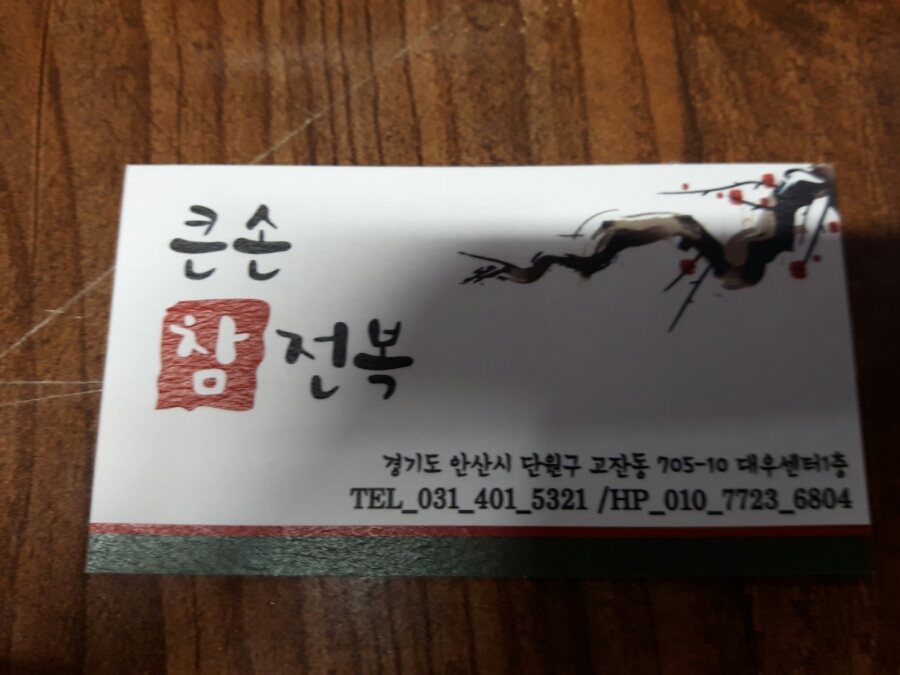 큰손
참전복
경기도 안산시 단원구 고잔동 705-10 대우센터1층
TEL_031_401_5321 /HP_010_7723_6804